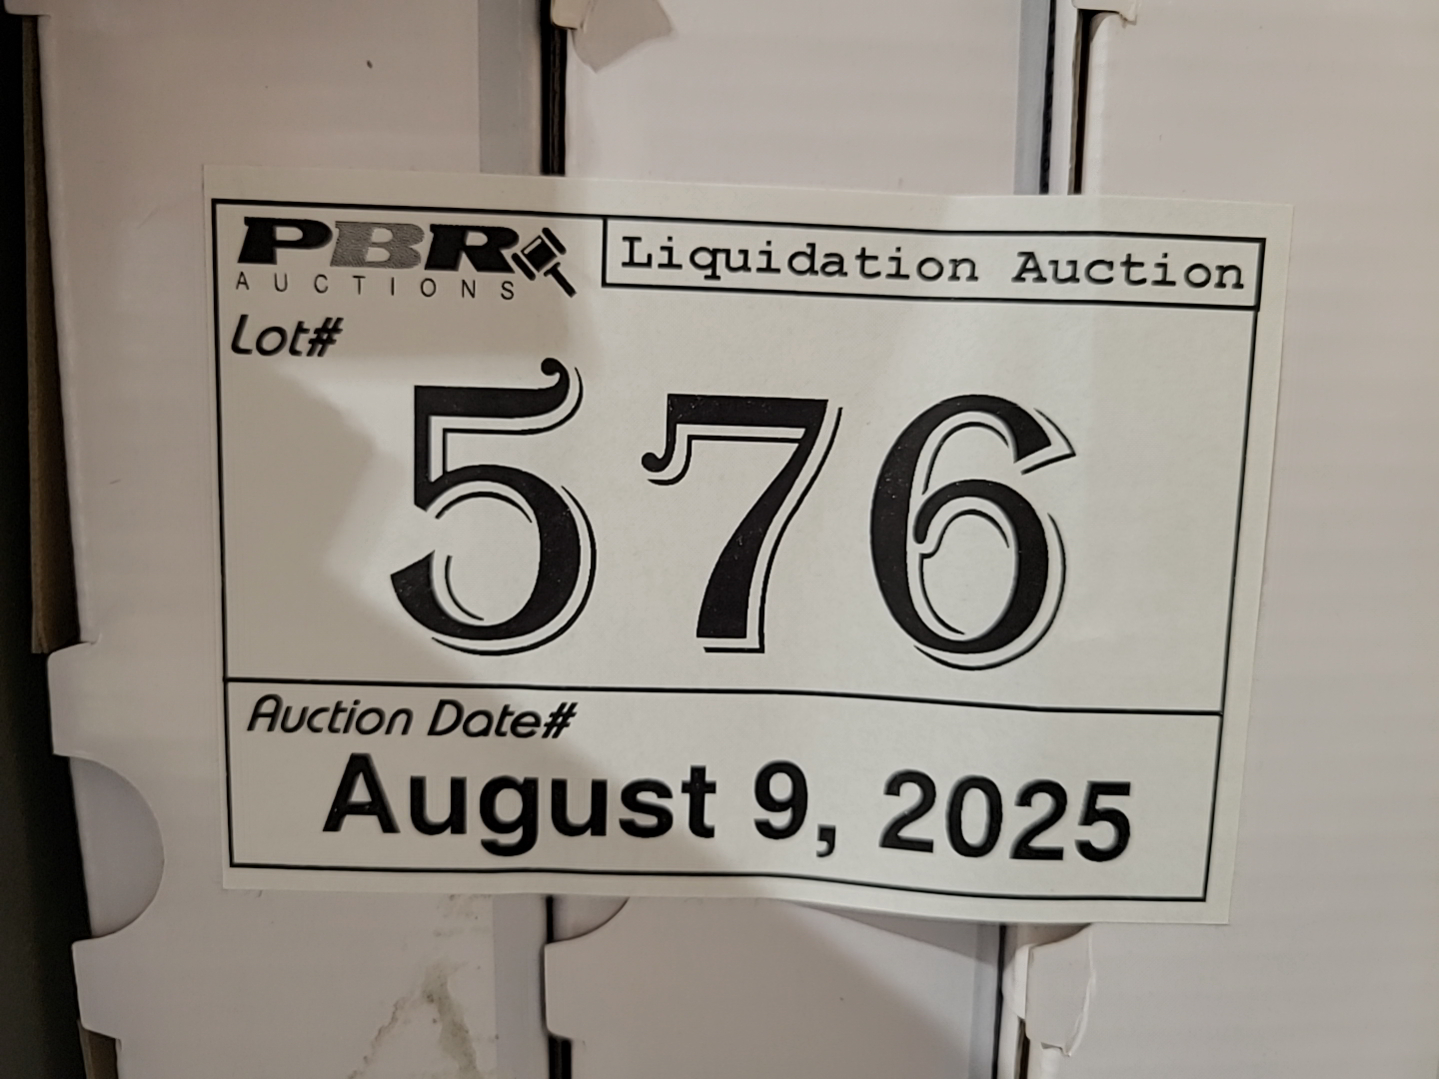 PBR
AUCTIONS
Liquidation Auction
Lot#
576
Auction Date#
August 9, 2025